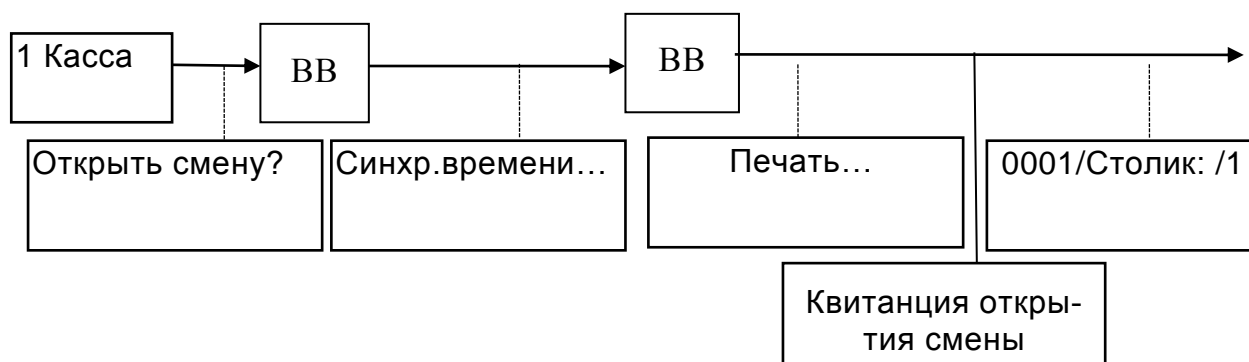 1 Касса
ВВ
ВВ
Открыть смену?
Синхр.времени...
Печать...
0001/Столик: /1
Квитанция откры-
тия смены